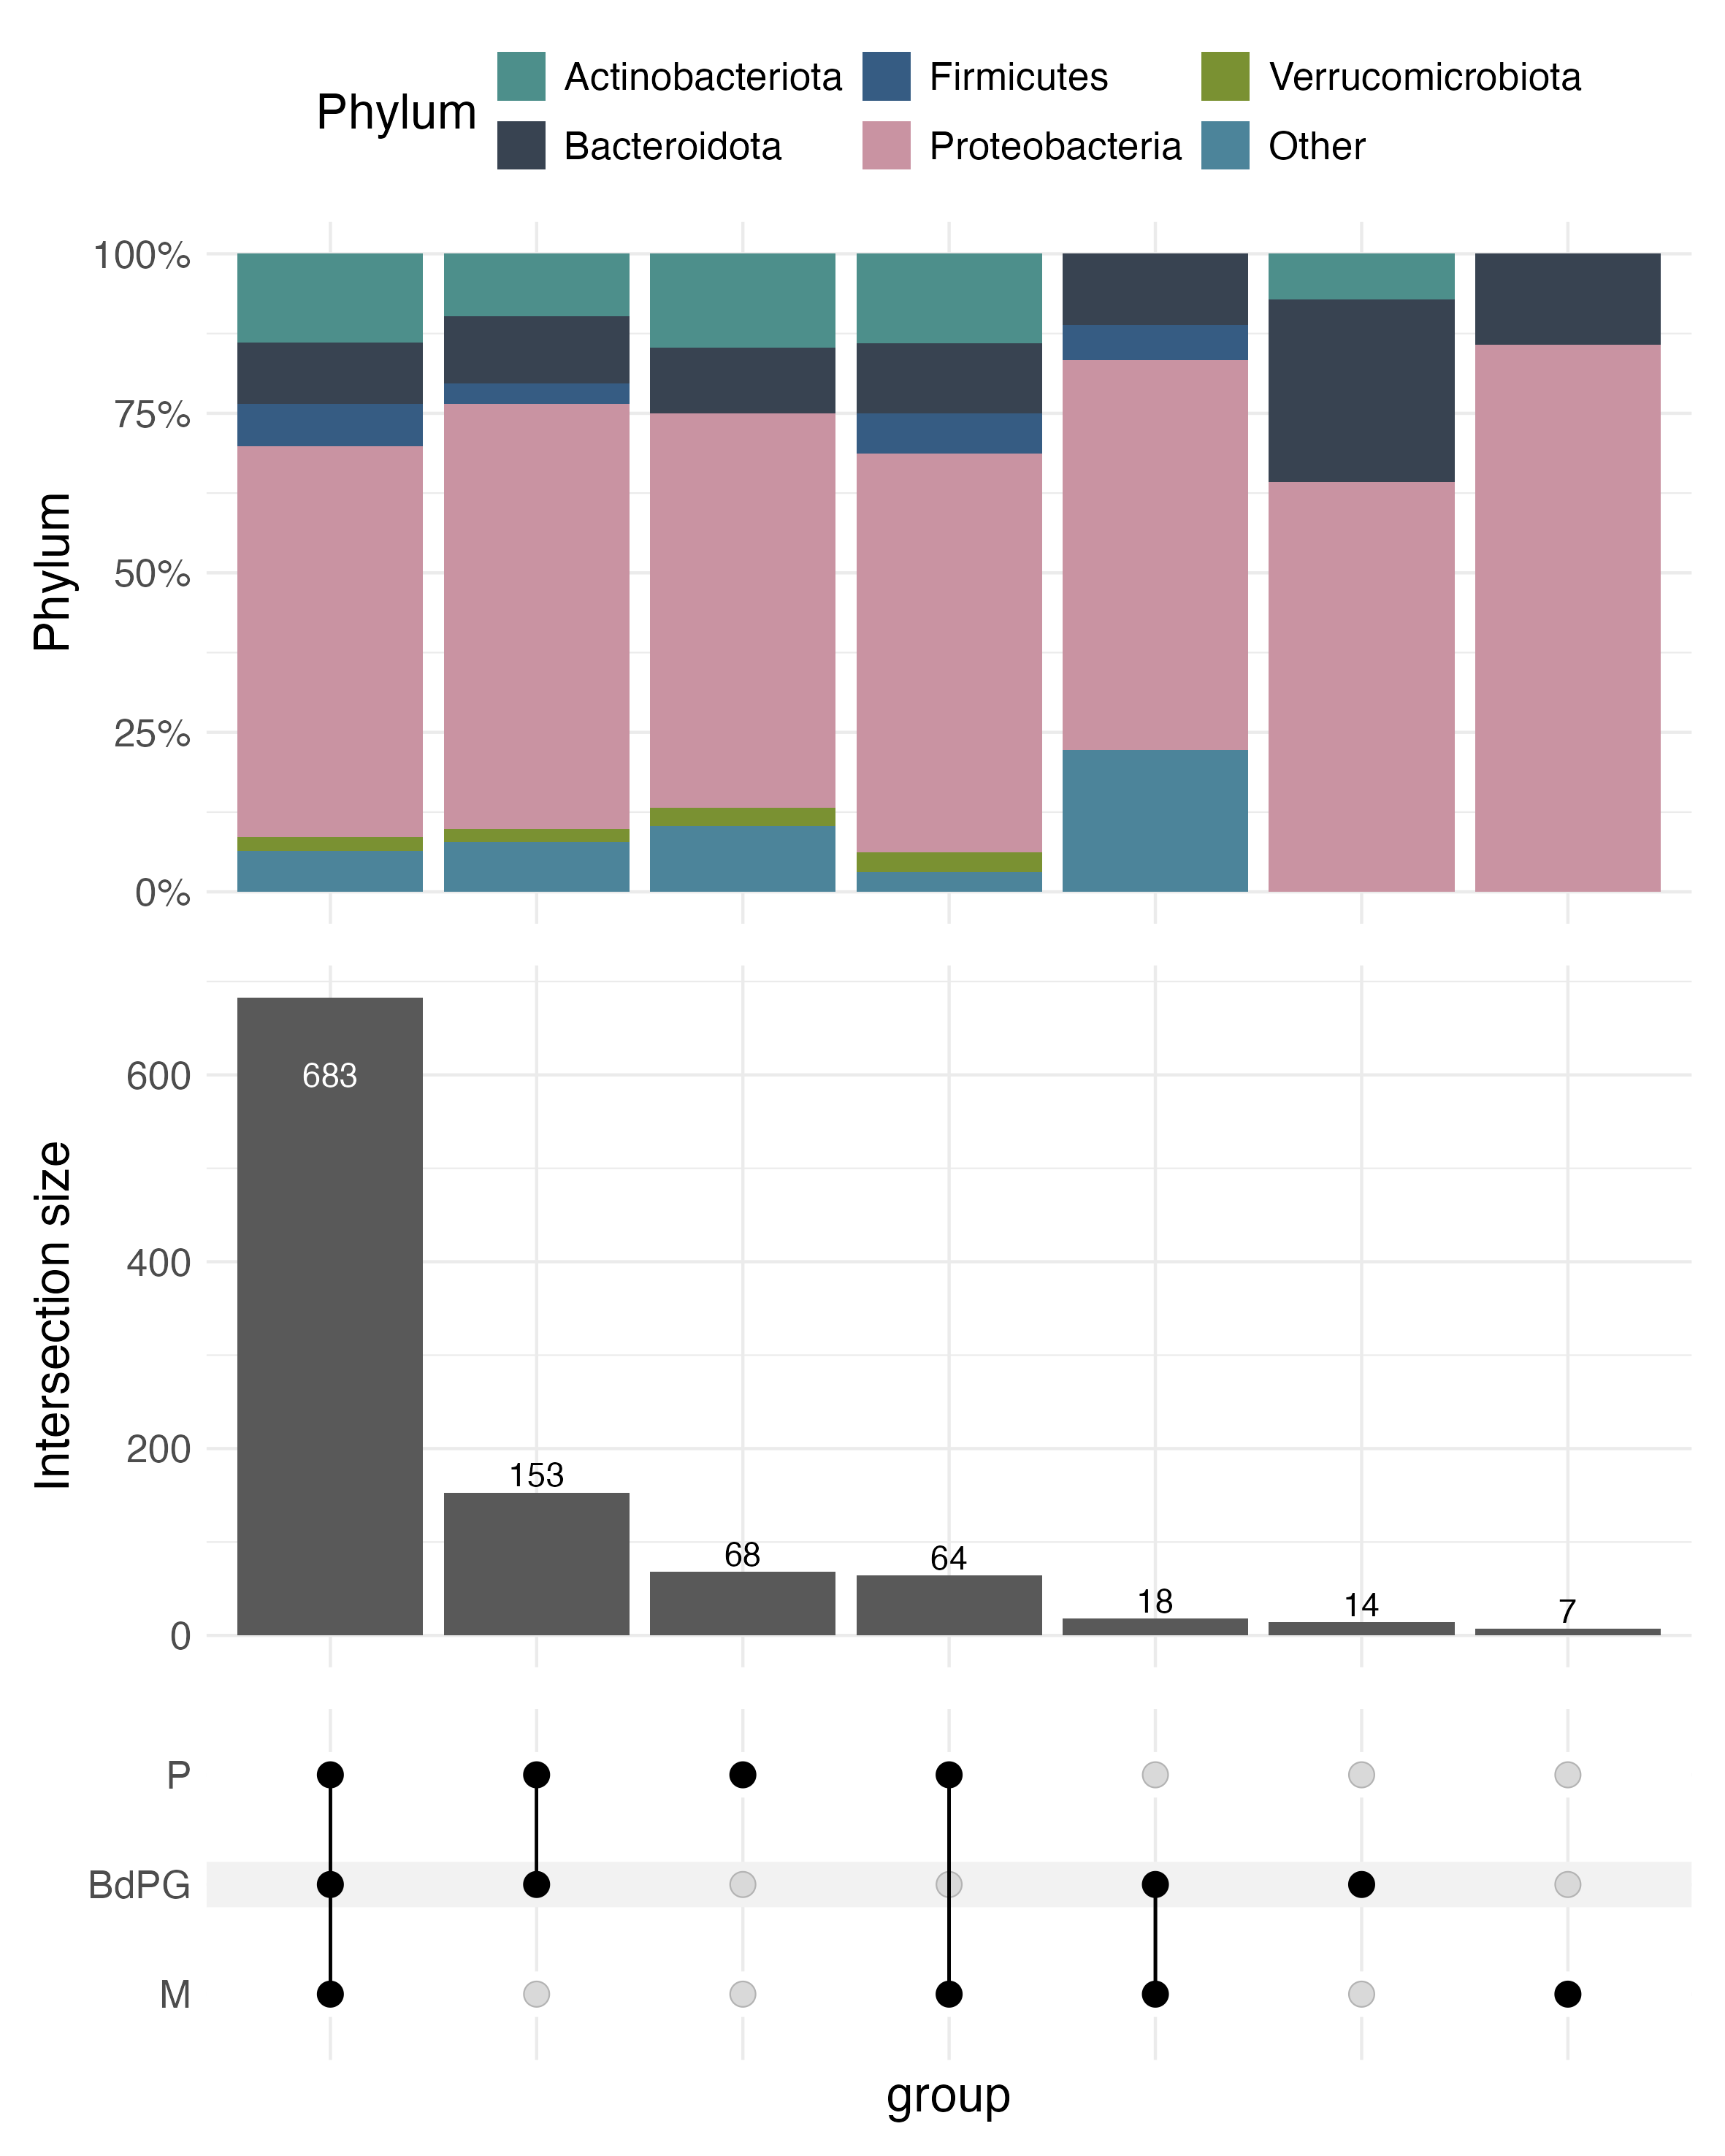 Phylum
Actinobacteriota Firmicutes Verrucomicrobiota
Bacteroidota Proteobacteria Other
Phylum
100%
75%
50%
25%
0%
Intersection size
600
400
200
0
683
153
68
64
18
14
7
P
BdPG
M
group